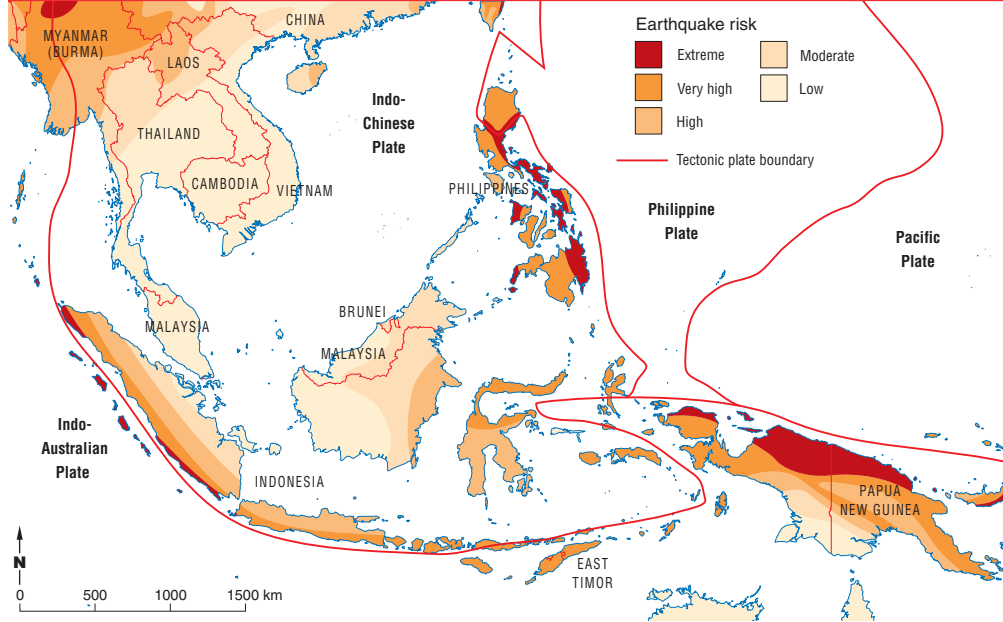 CHINA
MYANMAR
(BURMA)
LAOS
THAILAND
CAMBODIA
VIETNAM
Indo-
Chinese
Plate
PHILIPPINES
Earthquake risk
Extreme
Moderate
Very high
Low
High
Tectonic plate boundary
Philippine
Plate
Pacific
Plate
BRUNEI
MALAYSIA
MALAYSIA
Indo-
Australian
Plate
INDONESIA
PAPUA
NEW GUINEA
EAST
TIMOR
N
0 500 1000 1500 km